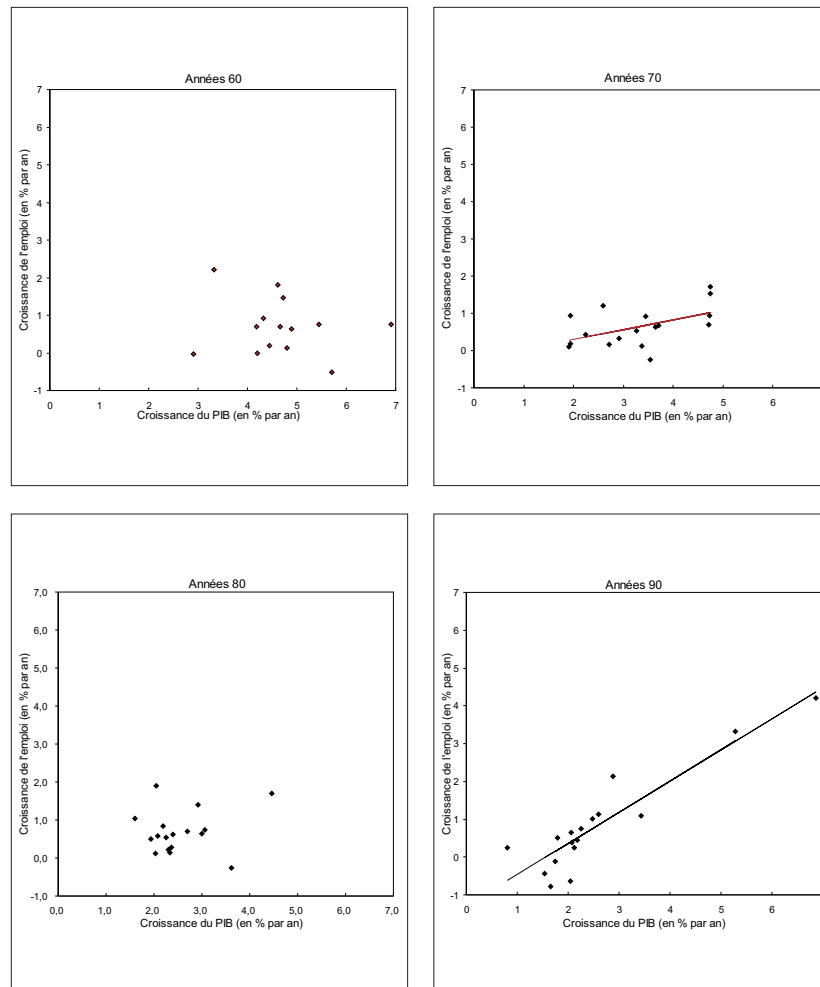 Années 60
Croissance de l'emploi (en % par an)
7
6
5
4
3
2
1
0
-1
0 1 2 3 4 5 6 7
Croissance du PIB (en % par an)
Années 70
Croissance de l'emploi (en % par an)
7
6
5
4
3
2
1
0
-1
0 1 2 3 4 5 6
Croissance du PIB (en % par an)
Années 80
Croissance de l'emploi (en % par an)
7,0
6,0
5,0
4,0
3,0
2,0
1,0
0,0
-1,0
0,0 1,0 2,0 3,0 4,0 5,0 6,0 7,0
Croissance du PIB (en % par an)
Années 90
Croissance de l'emploi (en % par an)
7
6
5
4
3
2
1
0
-1
0 1 2 3 4 5 6
Croissance du PIB (en % par an)